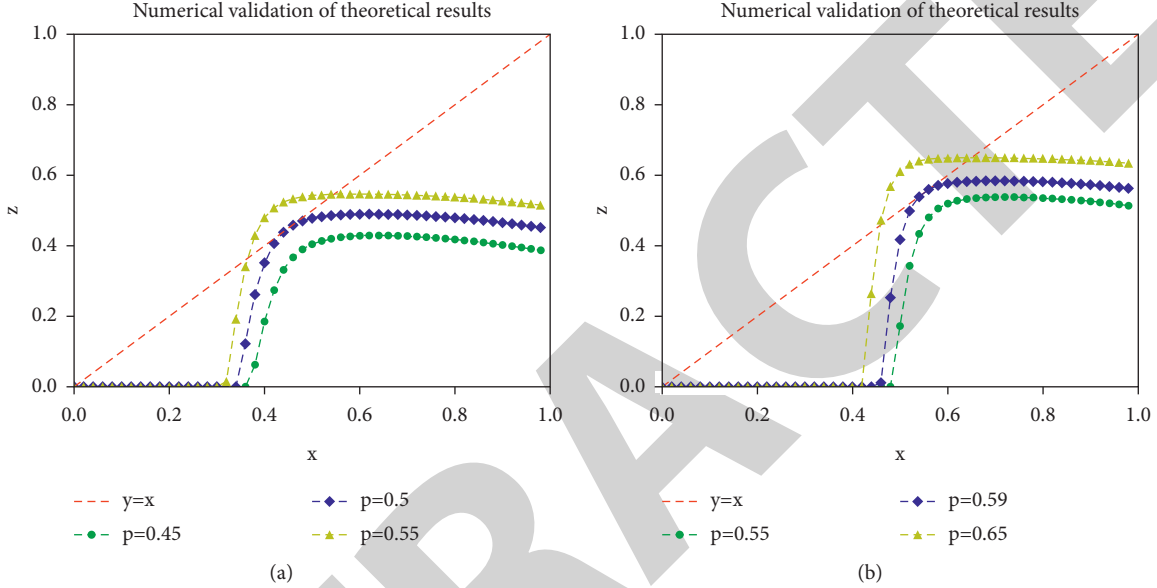 Numerical validation of theoretical results
1.0
0.8
0.6
z
0.4
0.2
0.0
0.0 0.2 0.4 0.6 0.8 1.0
x
y=x
p=0.5
p=0.45
p=0.55
(a)
Numerical validation of theoretical results
1.0
0.8
0.6
z
0.4
0.2
0.0
0.0 0.2 0.4 0.6 0.8 1.0
x
y=x
p=0.59
p=0.55
p=0.65
(b)
RACTE